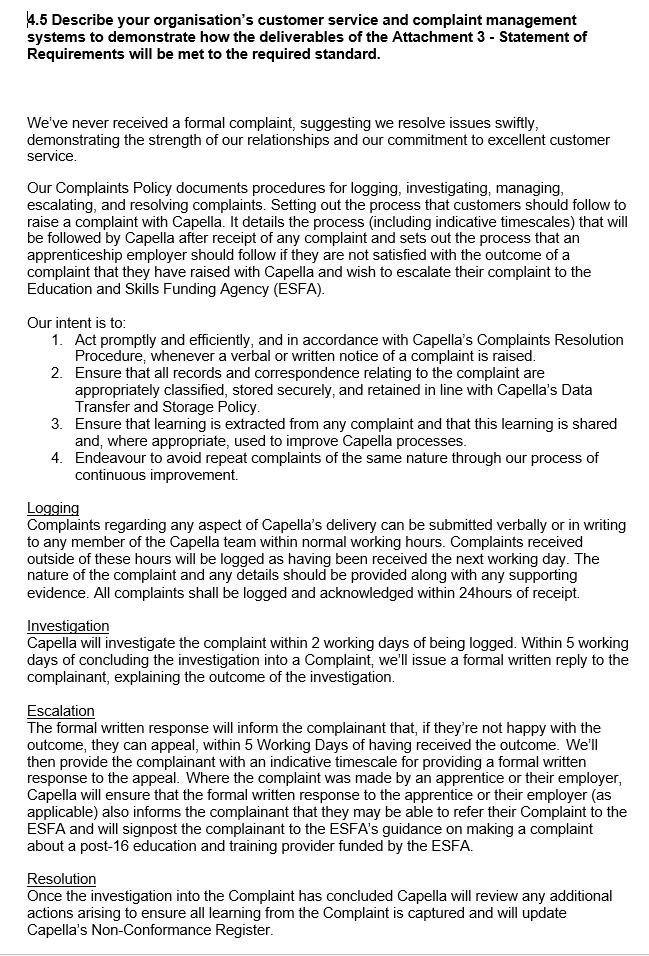 4.5 Describe your organisation's customer service and complaint management
systems to demonstrate how the deliverables of the Attachment 3 - Statement of
Requirements will be met to the required standard.
We've never received a formal complaint, suggesting we resolve issues swiftly,
demonstrating the strength of our relationships and our commitment to excellent customer
service.
Our Complaints Policy documents procedures for logging, investigating, managing,
escalating, and resolving complaints. Setting out the process that customers should follow to
raise a complaint with Capella. It details the process (including indicative timescales) that will
be followed by Capella after receipt of any complaint and sets out the process that an
apprenticeship employer should follow if they are not satisfied with the outcome of a
complaint that they have raised with Capella and wish to escalate their complaint to the
Education and Skills Funding Agency (ESFA).
Our intent is to:
1. Act promptly and efficiently, and in accordance with Capella's Complaints Resolution
Procedure, whenever a verbal or written notice of a complaint is raised.
2. Ensure that all records and correspondence relating to the complaint are
appropriately classified, stored securely, and retained in line with Capella's Data
Transfer and Storage Policy.
3. Ensure that learning is extracted from any complaint and that this learning is shared
and, where appropriate, used to improve Capella processes.
4. Endeavour to avoid repeat complaints of the same nature through our process of
continuous improvement.
Logging
Complaints regarding any aspect of Capella's delivery can be submitted verbally or in writing
to any member of the Capella team within normal working hours. Complaints received
outside of these hours will be logged as having been received the next working day. The
nature of the complaint and any details should be provided along with any supporting
evidence. All complaints shall be logged and acknowledged within 24hours of receipt.
Investigation
Capella will investigate the complaint within 2 working days of being logged. Within 5 working
days of concluding the investigation into a Complaint, we'll issue a formal written reply to the
complainant, explaining the outcome of the investigation.
Escalation
The formal written response will inform the complainant that, if they're not happy with the
outcome, they can appeal, within 5 Working Days of having received the outcome. We'll
then provide the complainant with an indicative timescale for providing a formal written
response to the appeal. Where the complaint was made by an apprentice or their employer,
Capella will ensure that the formal written response to the apprentice or their employer (as
applicable) also informs the complainant that they may be able to refer their Complaint to the
ESFA and will signpost the complainant to the ESFA's guidance on making a complaint
about a post-16 education and training provider funded by the ESFA.
Resolution
Once the investigation into the Complaint has concluded Capella will review any additional
actions arising to ensure all learning from the Complaint is captured and will update
Capella's Non-Conformance Register.